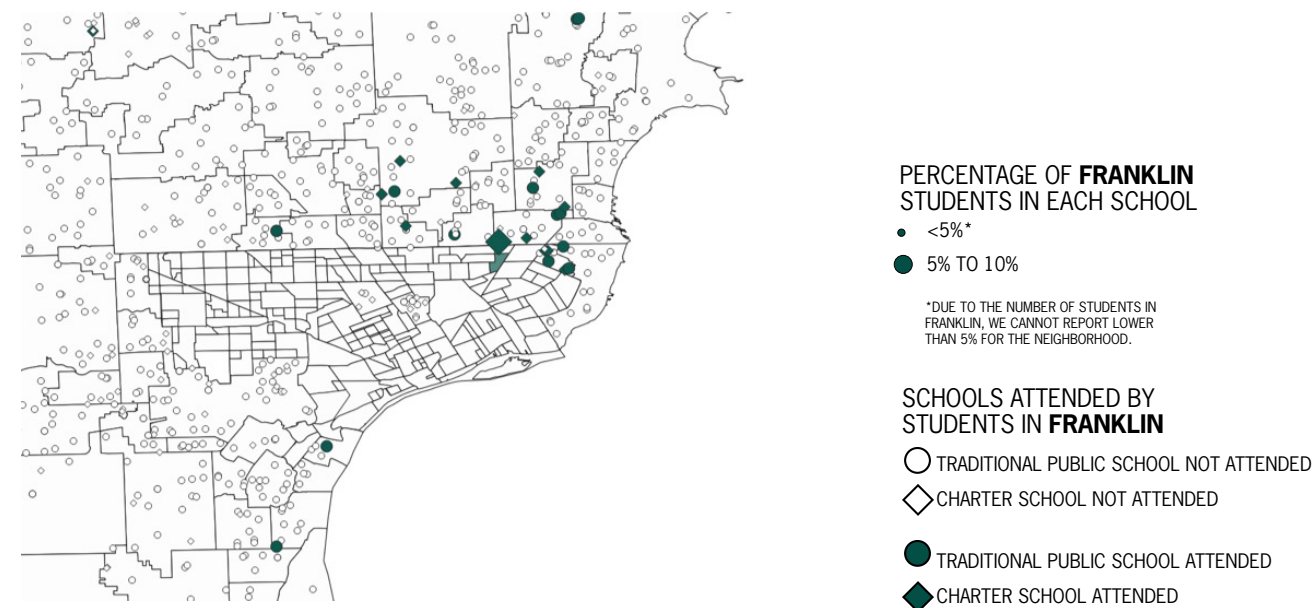 PERCENTAGE OF FRANKLIN
STUDENTS IN EACH SCHOOL
<5%*
5% TO 10%
*DUE TO THE NUMBER OF STUDENTS IN
FRANKLIN, WE CANNOT REPORT LOWER
THAN 5% FOR THE NEIGHBORHOOD.
SCHOOLS ATTENDED BY
STUDENTS IN FRANKLIN
TRADITIONAL PUBLIC SCHOOL NOT ATTENDED
CHARTER SCHOOL NOT ATTENDED
TRADITIONAL PUBLIC SCHOOL ATTENDED
CHARTER SCHOOL ATTENDED